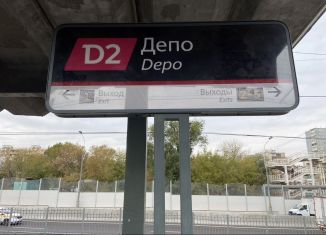 D2 Депо
Depo
← Выход Выходы →
Exit Exits